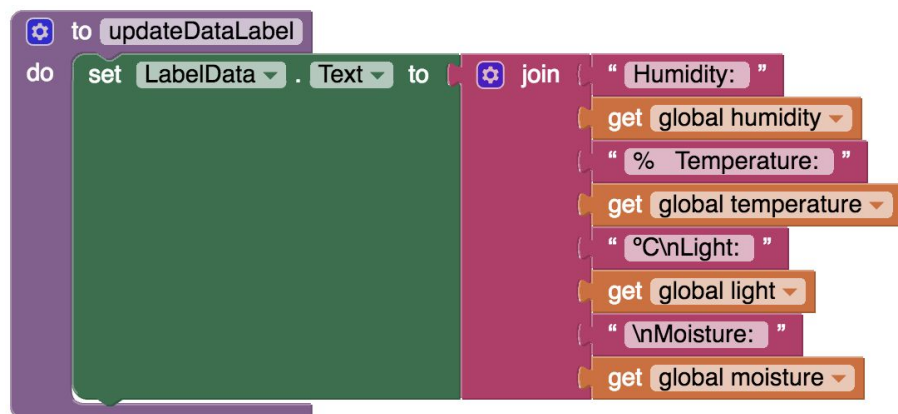 to updateDataLabel
do set LabelData . Text to join " Humidity: "
get global humidity
" % Temperature: "
get global temperature
" ºC\nLight: "
get global light
" \nMoisture: "
get global moisture